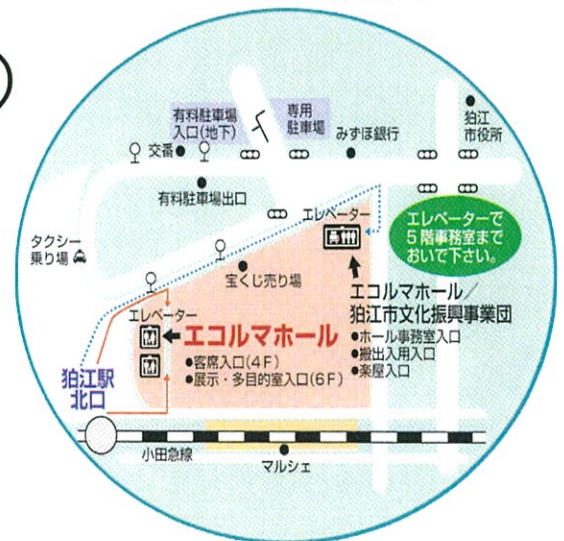 有料駐車場
入口(地下)
専用
駐車場
みずほ銀行
狛江
市役所
交番
有料駐車場出口
エレベーター
エレベーターで
5階事務室まで
おいで下さい。
タクシー
乗り場
宝くじ売り場
エコルマホール／
狛江市文化振興事業団
●ホール事務室入口
●搬出入用入口
●楽屋入口
エレベーター
エコルマホール
●客席入口(4F)
●展示・多目的室入口(6F)
狛江駅
北口
小田急線
マルシェ